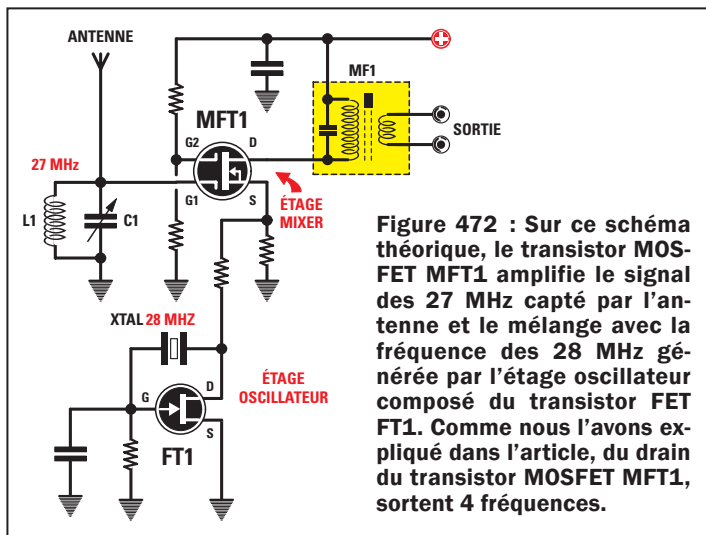 ANTENNE
MF1
MFT1
G2
D
SORTIE
27 MHz
G1
S
ÉTAGE
MIXER
L1
C1
XTAL 28 MHZ
ÉTAGE
OSCILLATEUR
G
D
S
FT1
Figure 472 : Sur ce schéma
théorique, le transistor MOS-
FET MFT1 amplifie le signal
des 27 MHz capté par l'an-
tenne et le mélange avec la
fréquence des 28 MHz gé-
nérée par l'étage oscillateur
composé du transistor FET
FT1. Comme nous l'avons ex-
pliqué dans l'article, du drain
du transistor MOSFET MFT1,
sortent 4 fréquences.